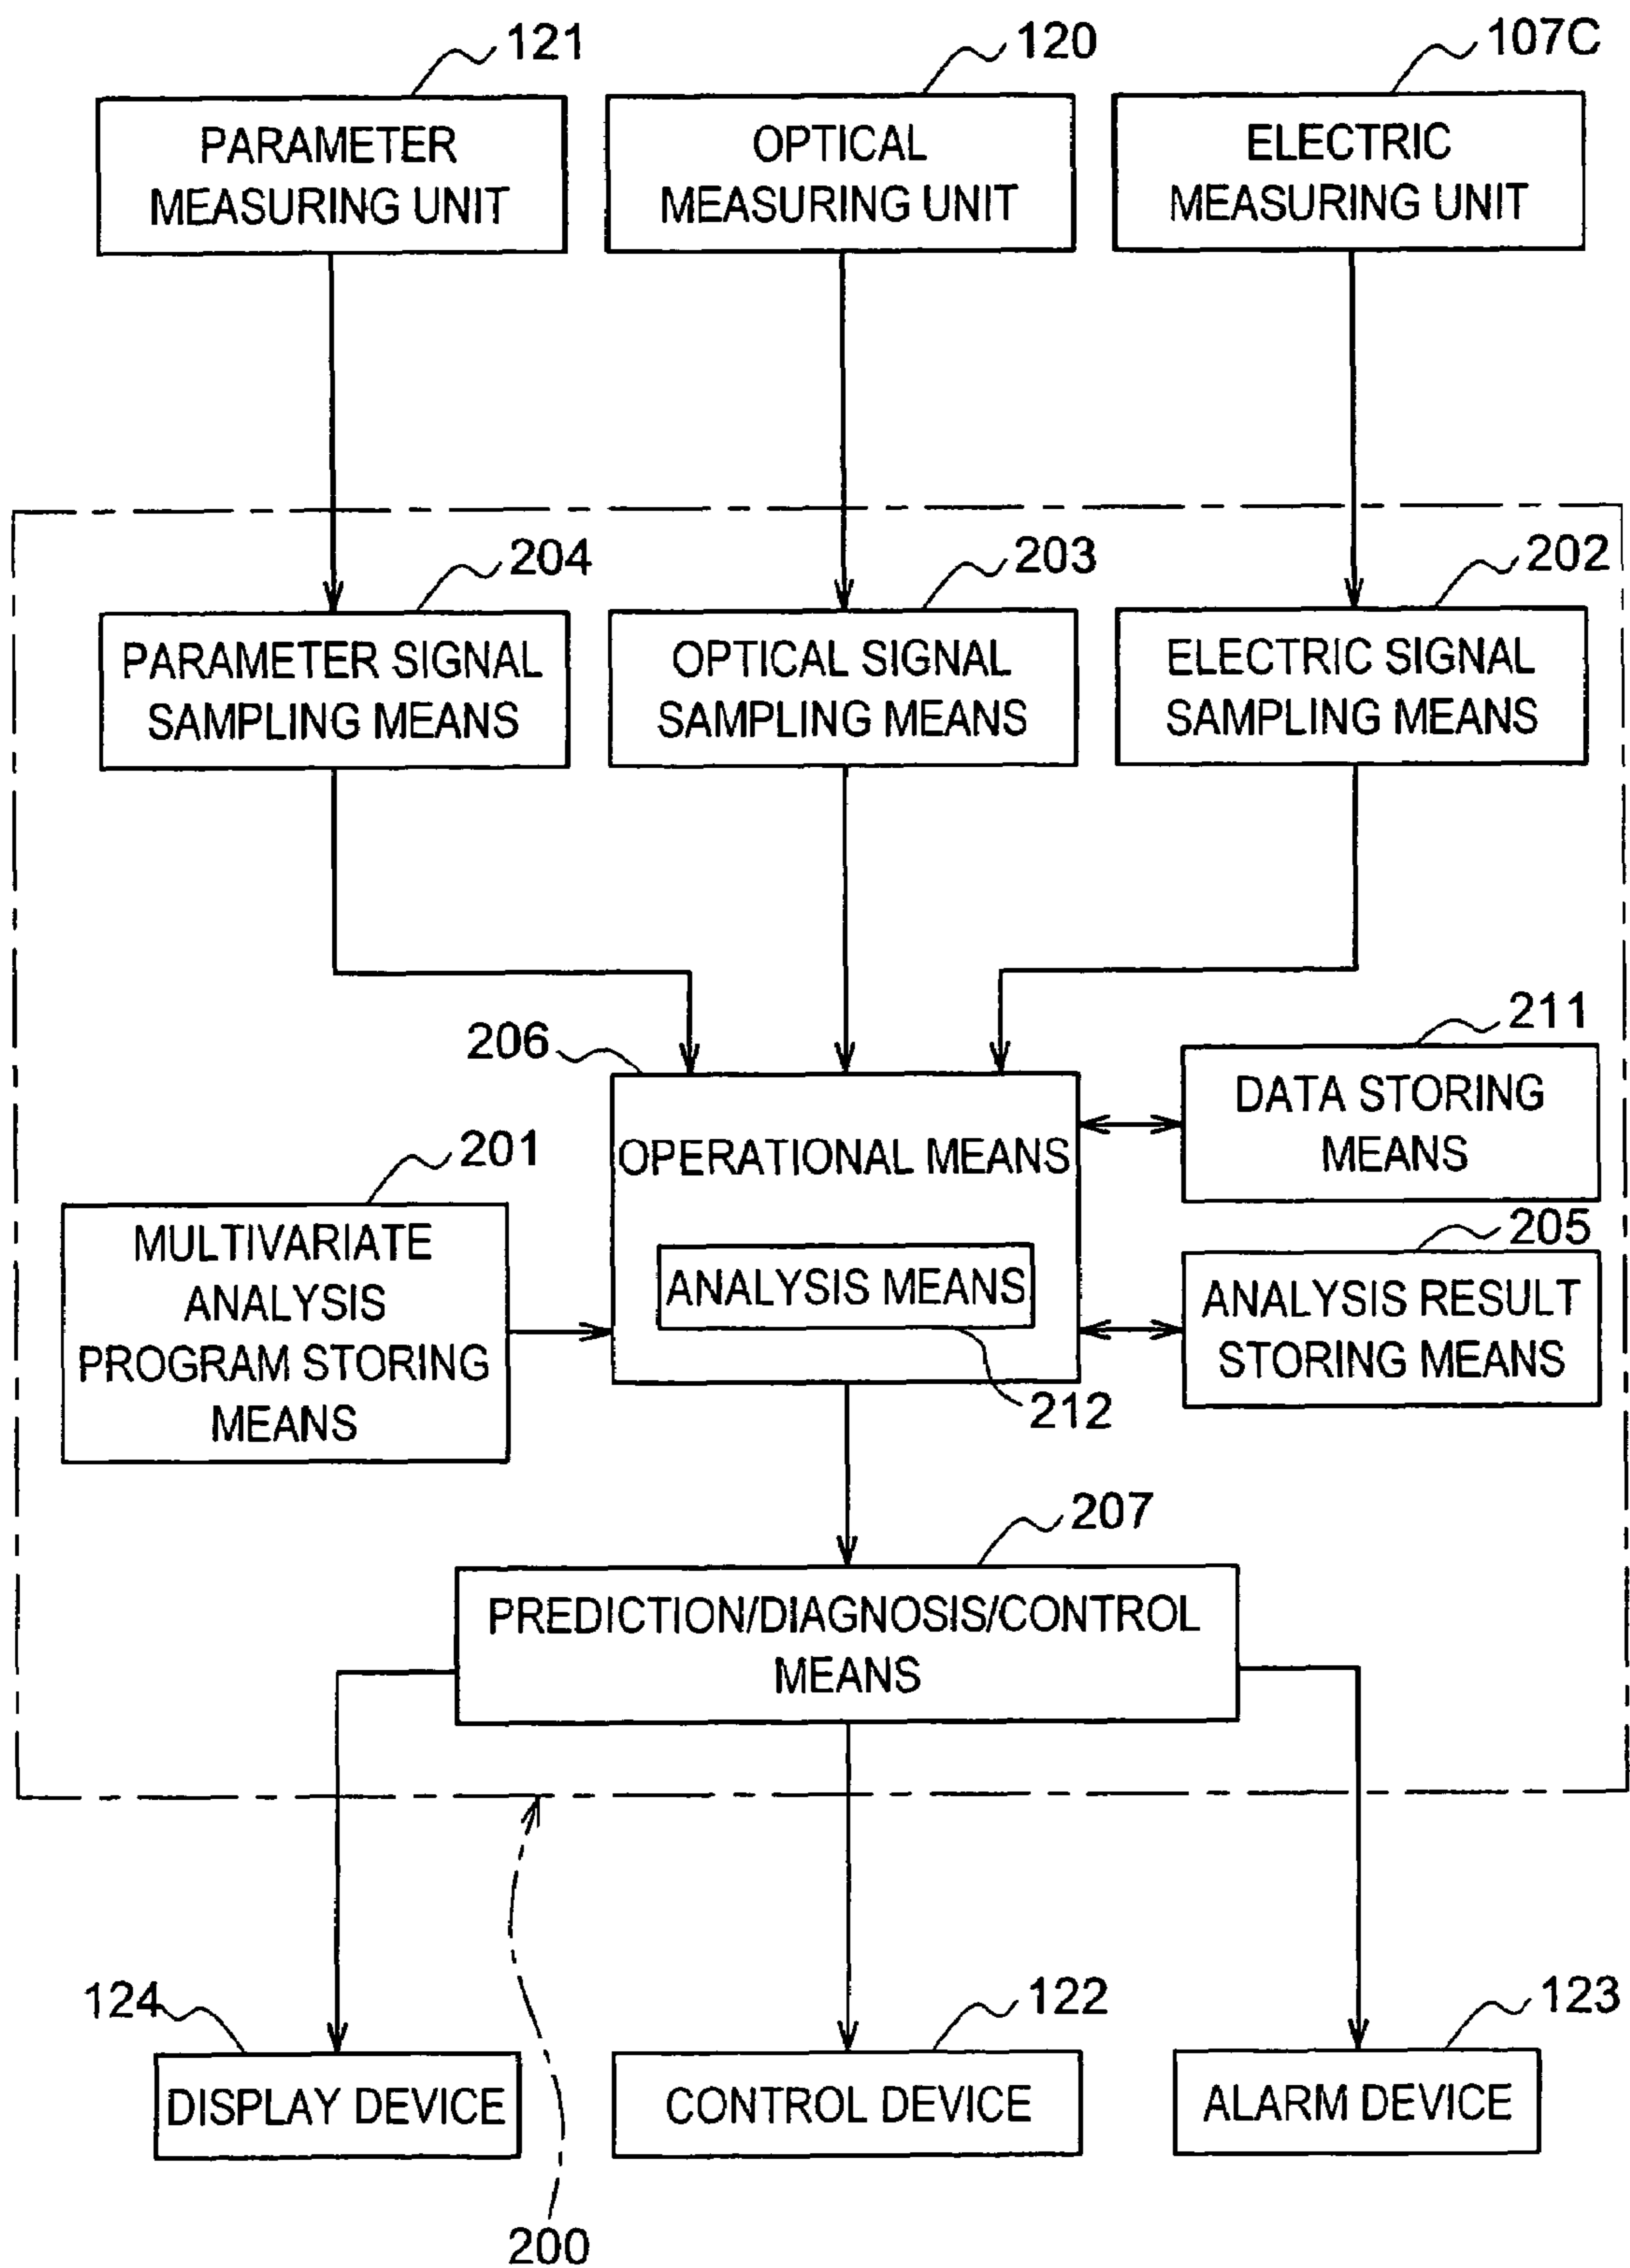 121
120
107C
PARAMETER
MEASURING UNIT
OPTICAL
MEASURING UNIT
ELECTRIC
MEASURING UNIT
204
203
202
PARAMETER SIGNAL
SAMPLING MEANS
OPTICAL SIGNAL
SAMPLING MEANS
ELECTRIC SIGNAL
SAMPLING MEANS
206
211
OPERATIONAL MEANS
DATA STORING
MEANS
201
MULTIVARIATE
ANALYSIS
PROGRAM STORING
MEANS
ANALYSIS MEANS
212
205
ANALYSIS RESULT
STORING MEANS
207
PREDICTION/DIAGNOSIS/CONTROL
MEANS
124
122
123
DISPLAY DEVICE
CONTROL DEVICE
ALARM DEVICE
200